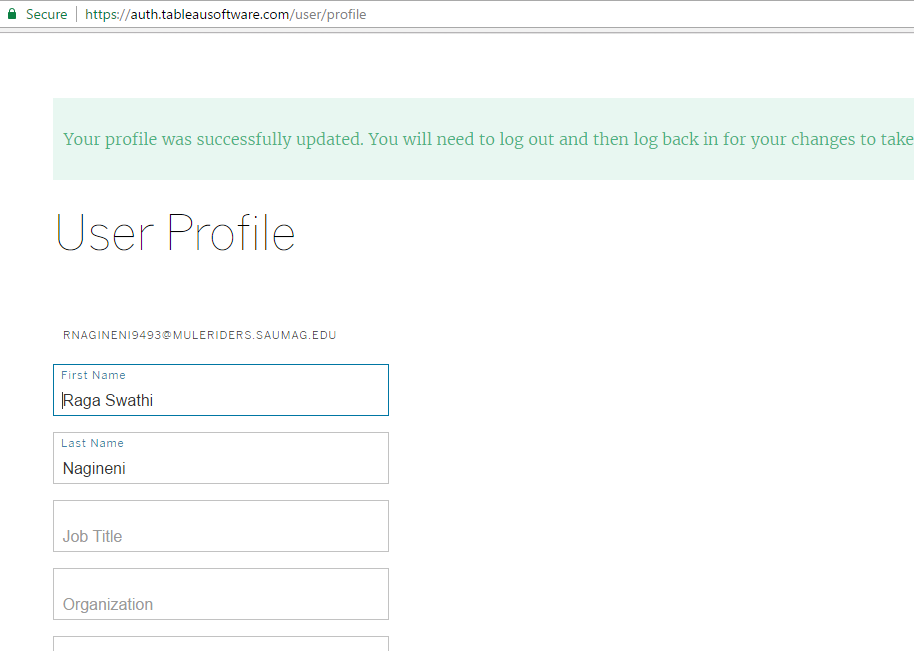 Secure https://auth.tableausoftware.com/user/profile
Your profile was successfully updated. You will need to log out and then log back in for your changes to take
User Profile
RNAGINENI9493@MULERIDERS.SAUMAG.EDU
First Name
Raga Swathi
Last Name
Nagineni
Job Title
Organization